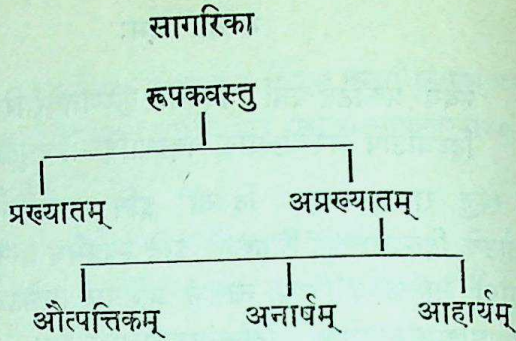 सागरिका
रूपकवस्तु
प्रख्यातम् अप्रख्यातम्
औत्पत्तिकम् अनार्षम् आहार्यम्